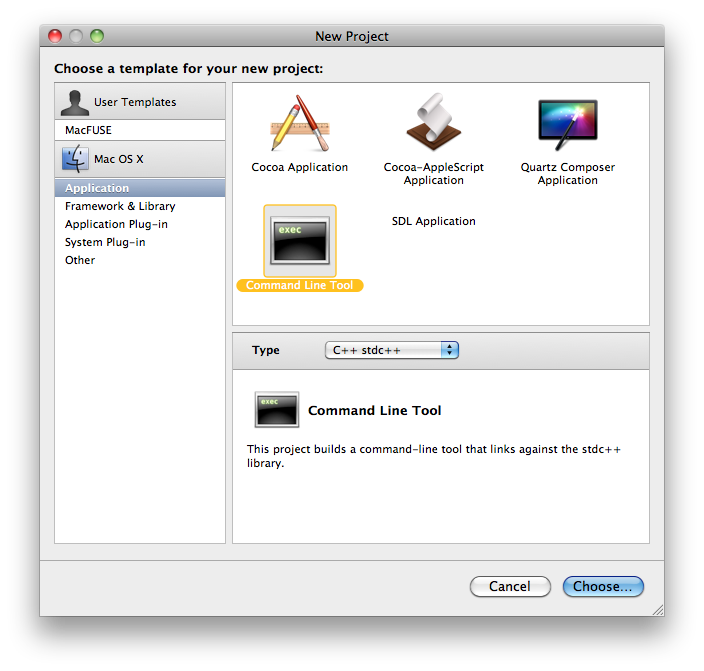 New Project
Choose a template for your new project:
User Templates
MacFUSE
Mac OS X
Application
Framework & Library
Application Plug-in
System Plug-in
Other
Cocoa Application
Cocoa-AppleScript
Application
Quartz Composer
Application
exec
Command Line Tool
SDL Application
Type
C++ stdc++
exec
Command Line Tool
This project builds a command-line tool that links against the stdc++
library.
Cancel
Choose...